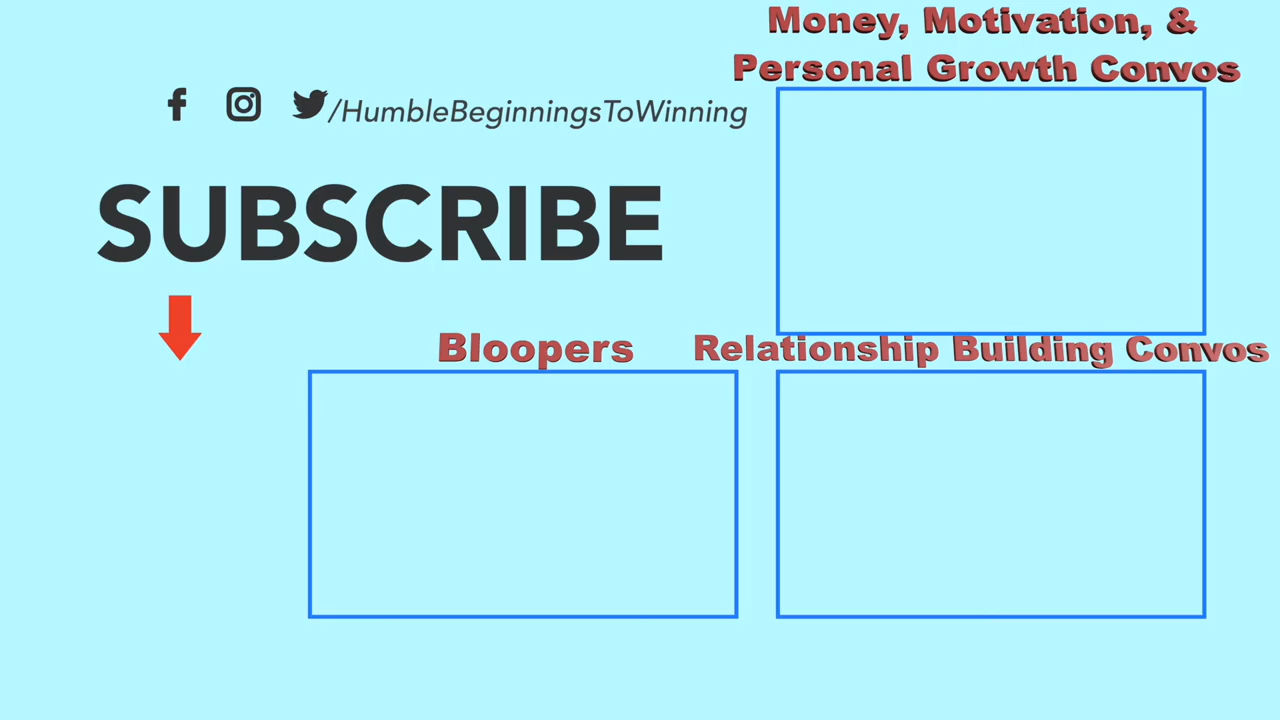 Money, Motivation, &
Personal Growth Convos
/HumbleBeginningsToWinning
SUBSCRIBE
Bloopers
Relationship Building Convos